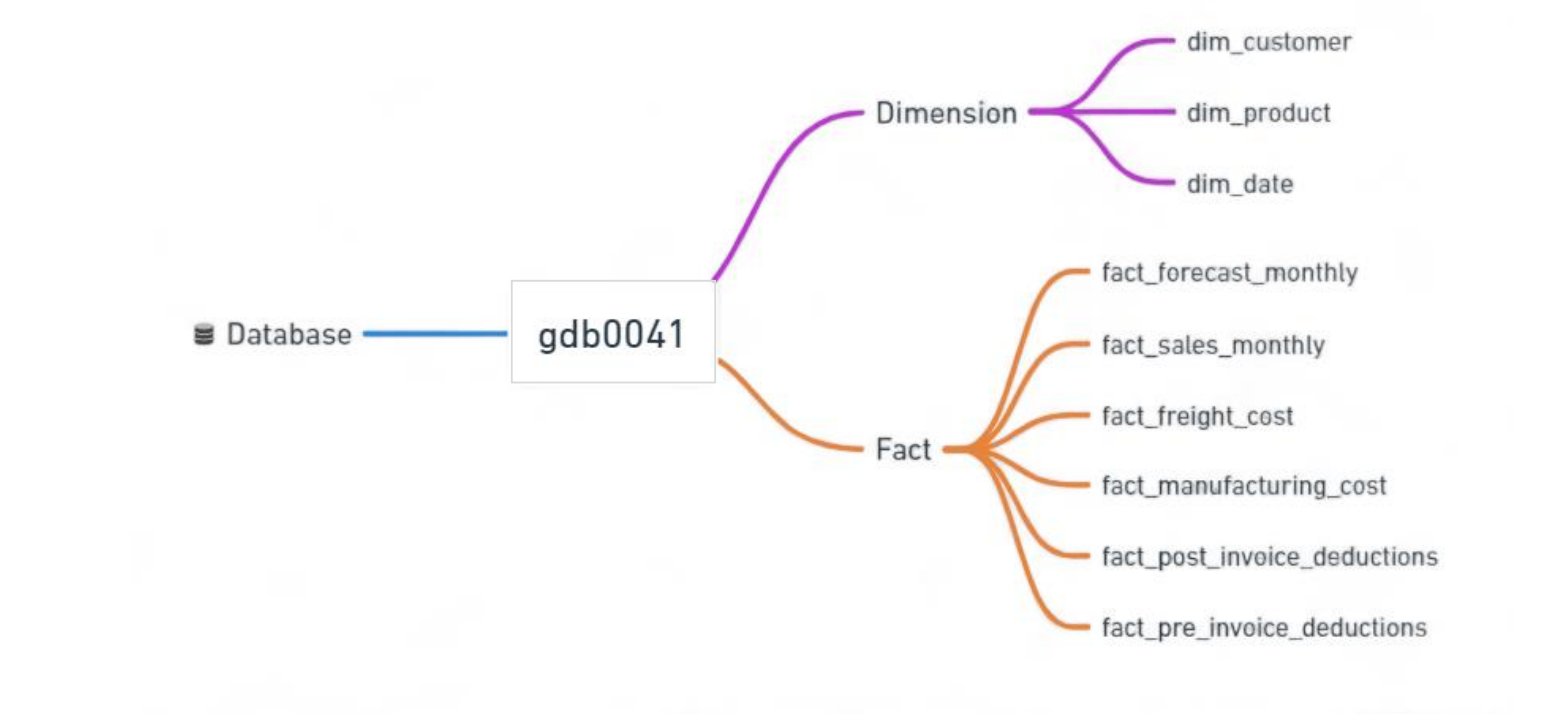 Database
gdb0041
Dimension
dim_customer
dim_product
dim_date
Fact
fact_forecast_monthly
fact_sales_monthly
fact_freight_cost
fact_manufacturing_cost
fact_post_invoice_deductions
fact_pre_invoice_deductions